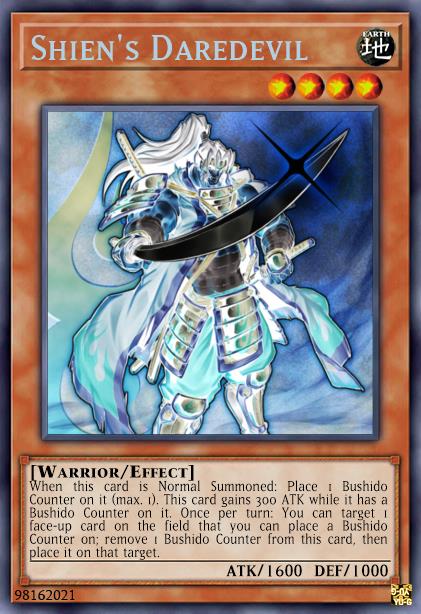 Shien's Daredevil
EARTH
地
[Warrior/Effect]
When this card is Normal Summoned: Place 1 Bushido
Counter on it (max. 1). This card gains 300 ATK while it has a
Bushido Counter on it. Once per turn: You can target 1
face-up card on the field that you can place a Bushido
Counter on; remove 1 Bushido Counter from this card, then
place it on that target.
ATK/1600 DEF/1000
98162021